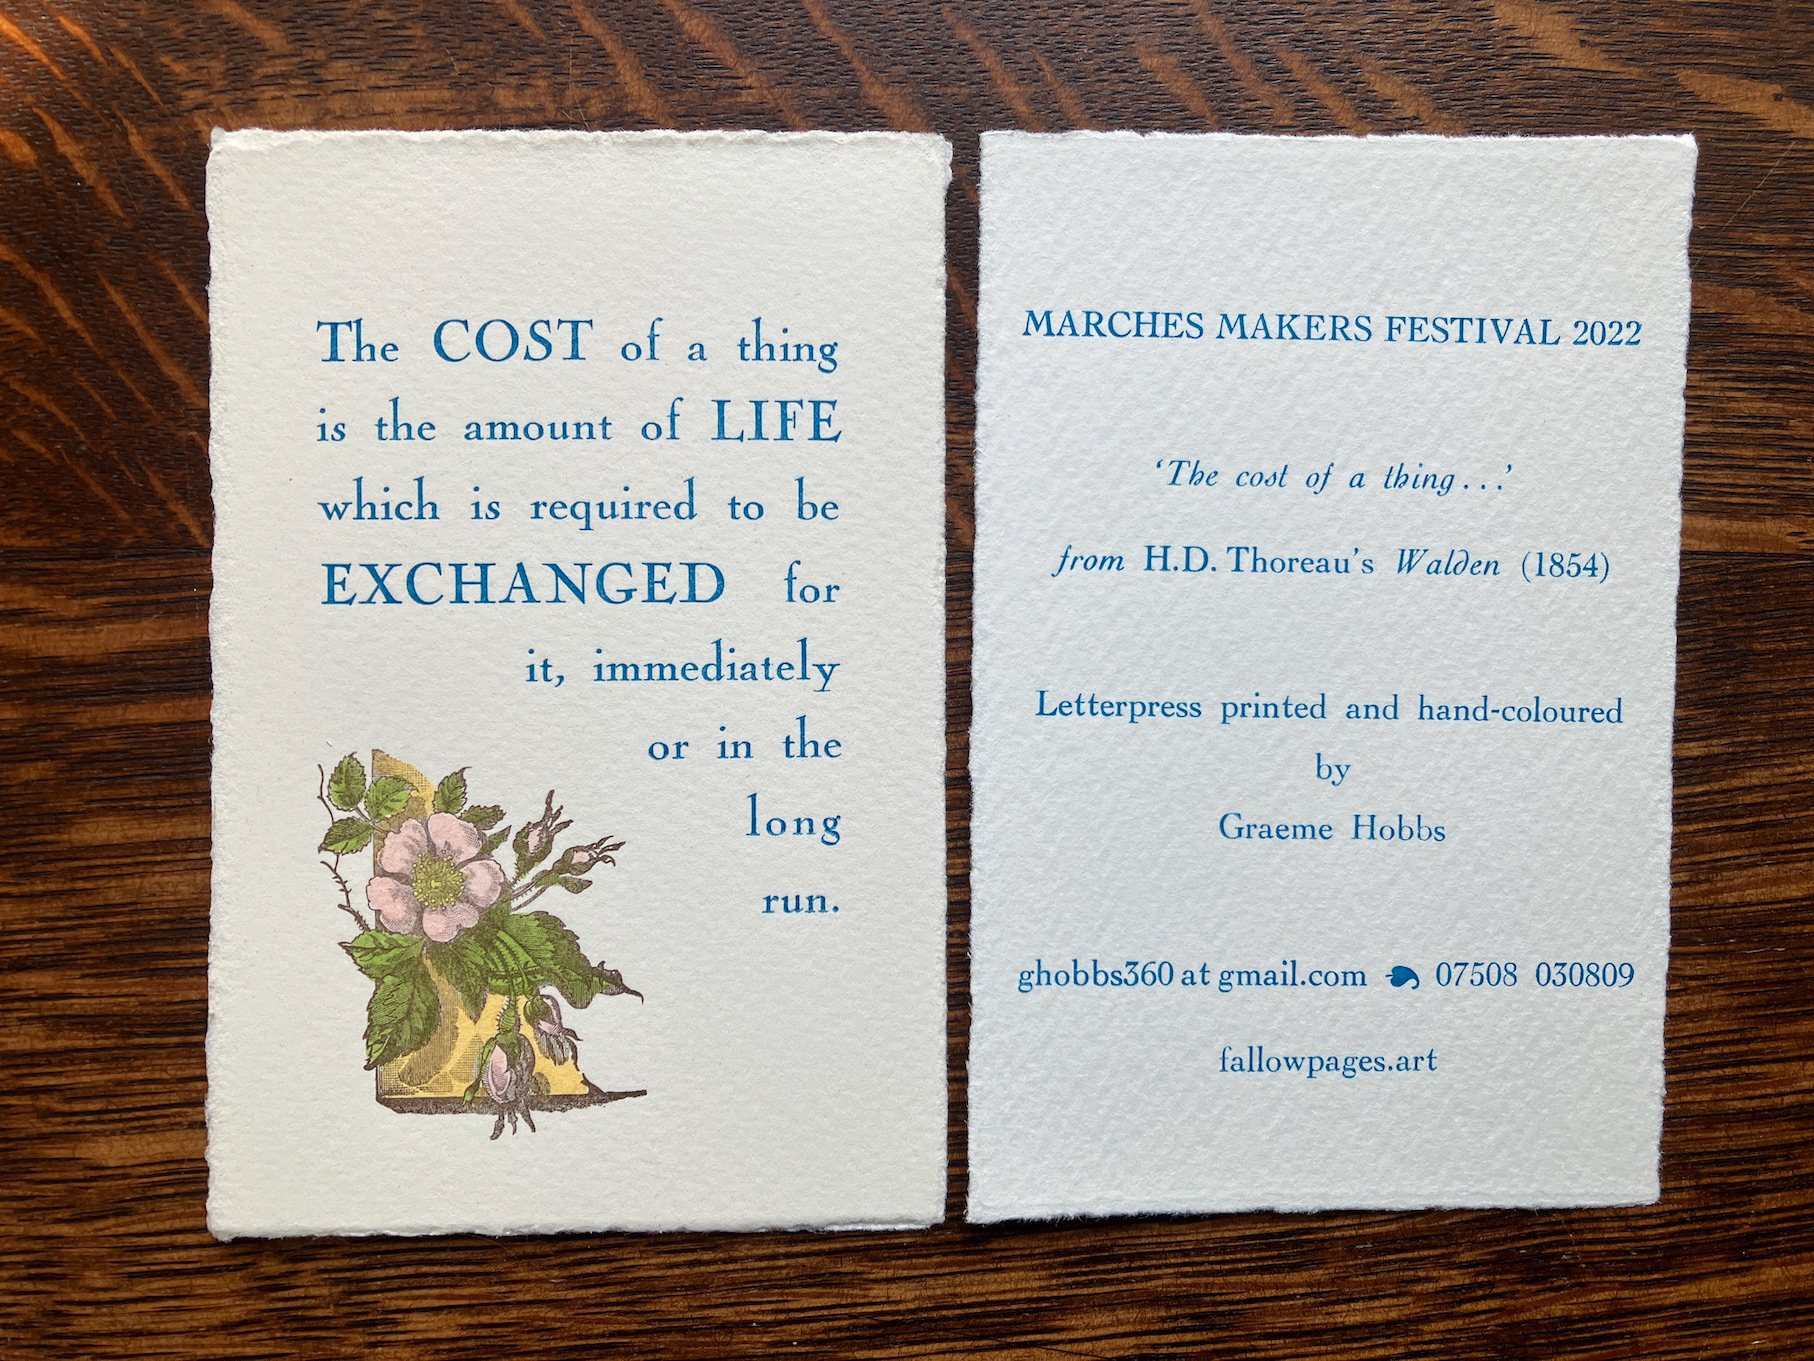 The COST of a thing
is the amount of LIFE
which is required to be
EXCHANGED for
it, immediately
or in the
long
run.
MARCHES MAKERS FESTIVAL 2022
‘The cost of a thing...’
from H.D. Thoreau’s Walden (1854)
Letterpress printed and hand-coloured
by
Graeme Hobbs
ghobbs360 at gmail.com ❧ 07508 030809
fallowpages.art